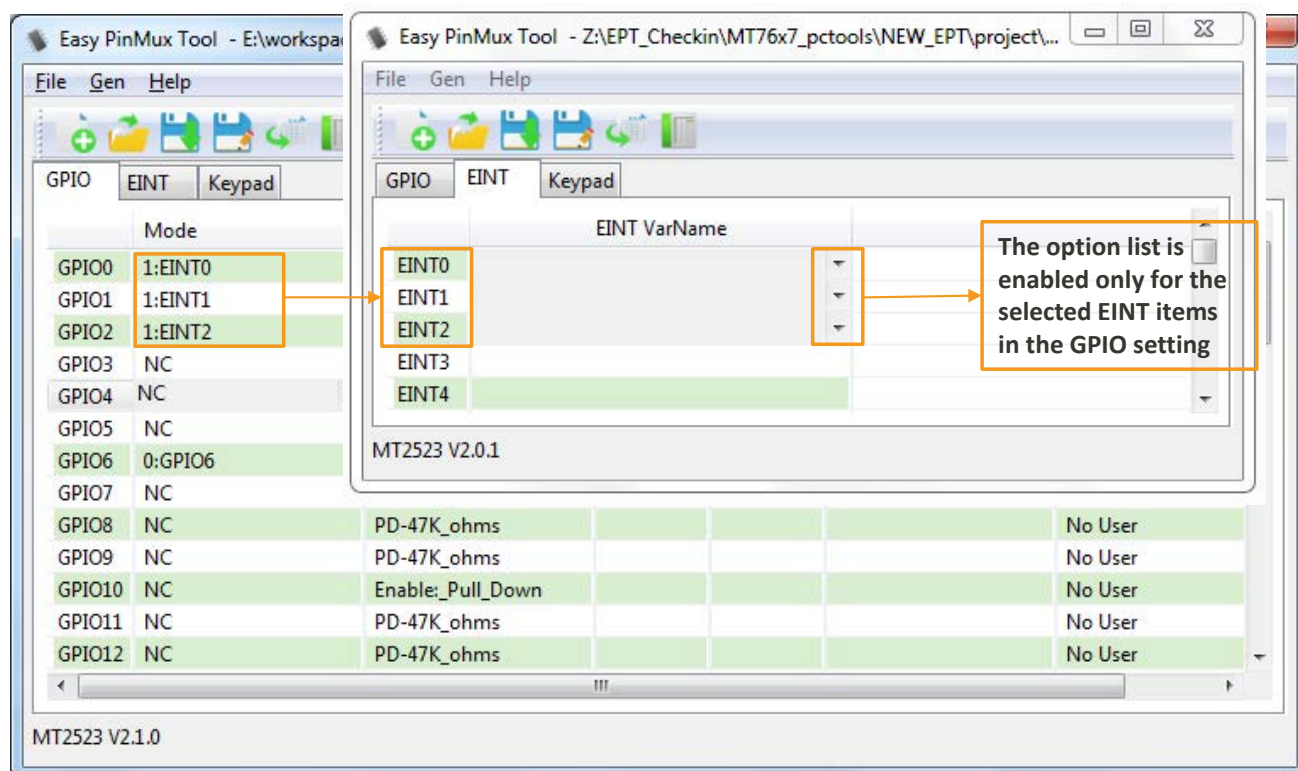 Easy PinMux Tool - E:\workspa
File Gen Help
GPIO EINT Keypad
Mode
GPIO0 1:EINT0
GPIO1 1:EINT1
GPIO2 1:EINT2
GPIO3 NC
GPIO4 NC
GPIO5 NC
GPIO6 0:GPIO6
GPIO7 NC
GPIO8 NC PD-47K_ohms No User
GPIO9 NC PD-47K_ohms No User
GPIO10 NC Enable:_Pull_Down No User
GPIO11 NC PD-47K_ohms No User
GPIO12 NC PD-47K_ohms No User
MT2523 V2.1.0
Easy PinMux Tool - Z:\EPT_Checkin\MT76x7_pctools\NEW_EPT\project\...
File Gen Help
GPIO EINT Keypad
EINT VarName
EINT0
EINT1
EINT2
EINT3
EINT4
MT2523 V2.0.1
The option list is
enabled only for the
selected EINT items
in the GPIO setting